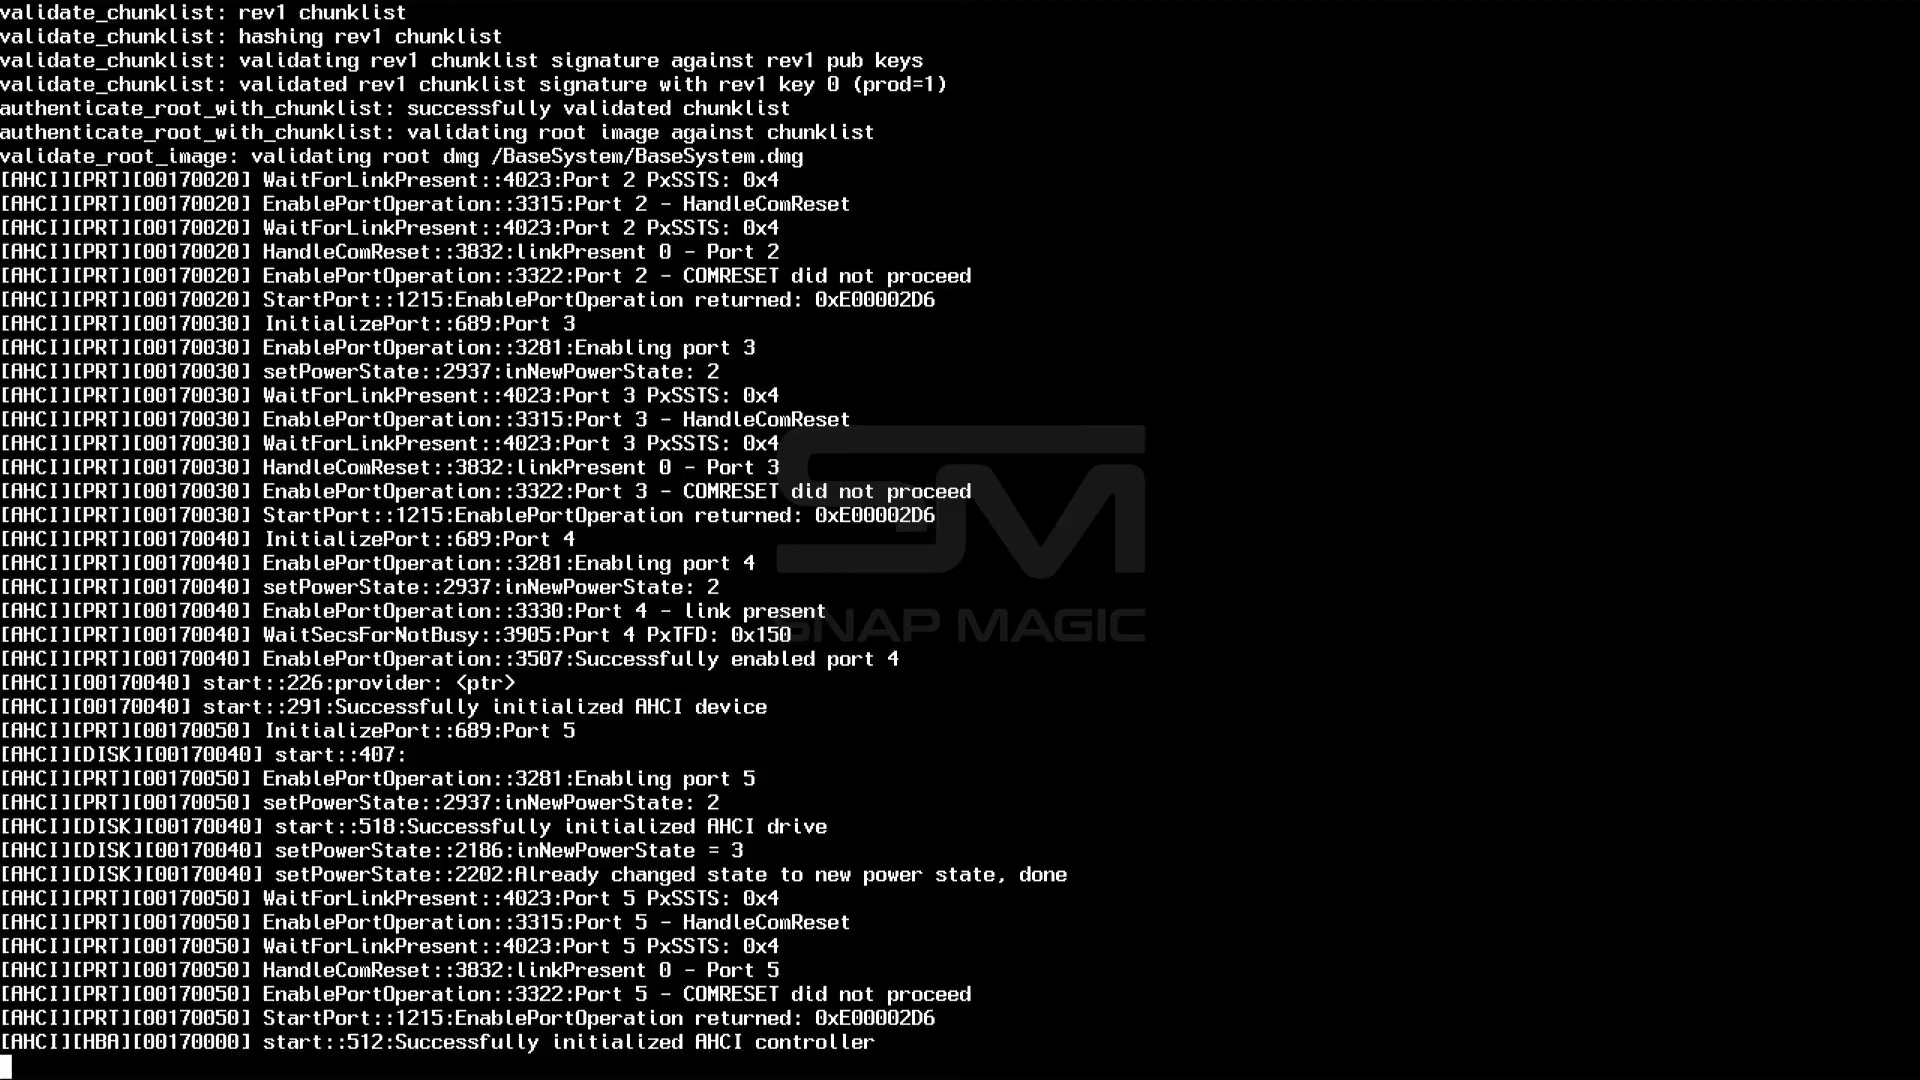 validate_chunklist: rev1 chunklist
validate_chunklist: hashing rev1 chunklist
validate_chunklist: validating rev1 chunklist signature against rev1 pub keys
validate_chunklist: validated rev1 chunklist signature with rev1 key 0 (prod=1)
authenticate_root_with_chunklist: successfully validated chunklist
authenticate_root_with_chunklist: validating root image against chunklist
validate_root_image: validating root dmg /BaseSystem/BaseSystem.dmg
[AHCI][PRT][00170020] WaitForLinkPresent::4023:Port 2 PxSSTS: 0x4
[AHCI][PRT][00170020] EnablePortOperation::3315:Port 2 - HandleComReset
[AHCI][PRT][00170020] WaitForLinkPresent::4023:Port 2 PxSSTS: 0x4
[AHCI][PRT][00170020] HandleComReset::3832:linkPresent 0 - Port 2
[AHCI][PRT][00170020] EnablePortOperation::3322:Port 2 - COMRESET did not proceed
[AHCI][PRT][00170020] StartPort::1215:EnablePortOperation returned: 0xE00002D6
[AHCI][PRT][00170030] InitializePort::689:Port 3
[AHCI][PRT][00170030] EnablePortOperation::3281:Enabling port 3
[AHCI][PRT][00170030] setPowerState::2937:inNewPowerState: 2
[AHCI][PRT][00170030] WaitForLinkPresent::4023:Port 3 PxSSTS: 0x4
[AHCI][PRT][00170030] EnablePortOperation::3315:Port 3 - HandleComReset
[AHCI][PRT][00170030] WaitForLinkPresent::4023:Port 3 PxSSTS: 0x4
[AHCI][PRT][00170030] HandleComReset::3832:linkPresent 0 - Port 3
[AHCI][PRT][00170030] EnablePortOperation::3322:Port 3 - COMRESET did not proceed
[AHCI][PRT][00170030] StartPort::1215:EnablePortOperation returned: 0xE00002D6
[AHCI][PRT][00170040] InitializePort::689:Port 4
[AHCI][PRT][00170040] EnablePortOperation::3281:Enabling port 4
[AHCI][PRT][00170040] setPowerState::2937:inNewPowerState: 2
[AHCI][PRT][00170040] EnablePortOperation::3330:Port 4 - link present
[AHCI][PRT][00170040] WaitSecsForNotBusy::3905:Port 4 PxTFD: 0x150
[AHCI][PRT][00170040] EnablePortOperation::3507:Successfully enabled port 4
[AHCI][00170040] start::226:provider: <ptr>
[AHCI][00170040] start::291:Successfully initialized AHCI device
[AHCI][PRT][00170050] InitializePort::689:Port 5
[AHCI][DISK][00170040] start::407:
[AHCI][PRT][00170050] EnablePortOperation::3281:Enabling port 5
[AHCI][PRT][00170050] setPowerState::2937:inNewPowerState: 2
[AHCI][DISK][00170040] start::518:Successfully initialized AHCI drive
[AHCI][DISK][00170040] setPowerState::2186:inNewPowerState = 3
[AHCI][DISK][00170040] setPowerState::2202:Already changed state to new power state, done
[AHCI][PRT][00170050] WaitForLinkPresent::4023:Port 5 PxSSTS: 0x4
[AHCI][PRT][00170050] EnablePortOperation::3315:Port 5 - HandleComReset
[AHCI][PRT][00170050] WaitForLinkPresent::4023:Port 5 PxSSTS: 0x4
[AHCI][PRT][00170050] HandleComReset::3832:linkPresent 0 - Port 5
[AHCI][PRT][00170050] EnablePortOperation::3322:Port 5 - COMRESET did not proceed
[AHCI][PRT][00170050] StartPort::1215:EnablePortOperation returned: 0xE00002D6
[AHCI][HBA][00170000] start::512:Successfully initialized AHCI controller
SM
SNAP MAGIC